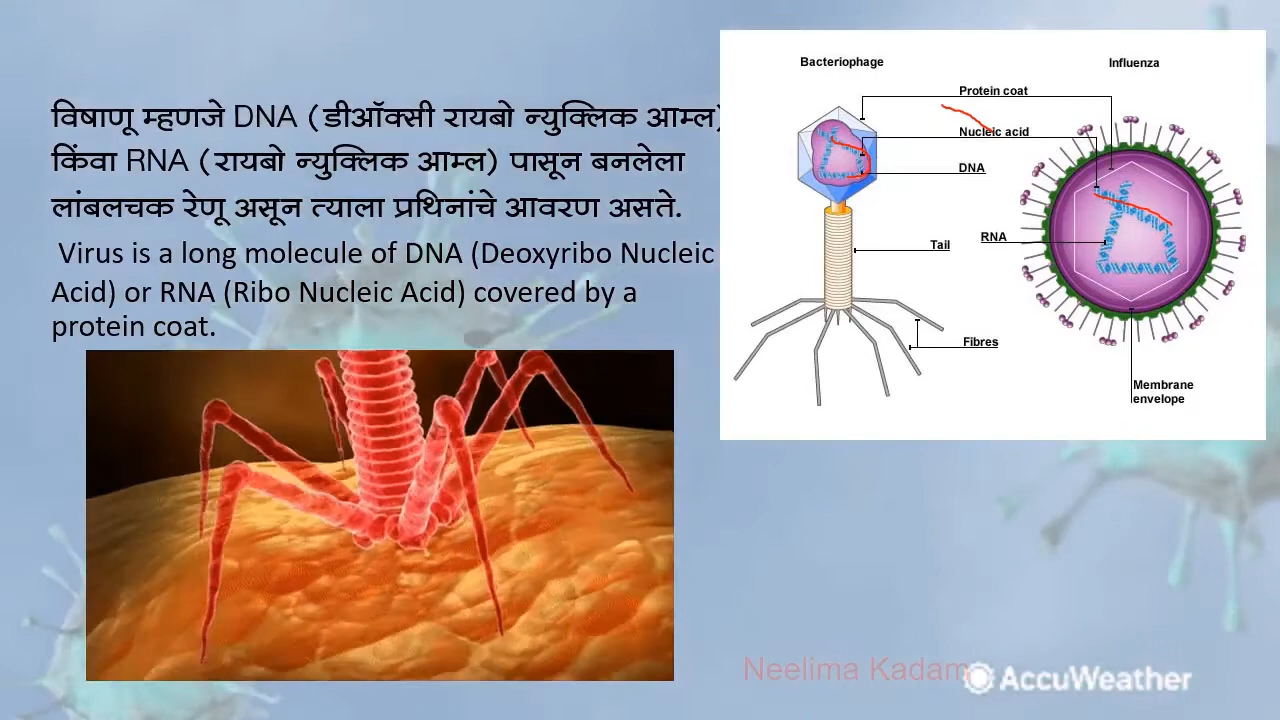 विषाणू म्हणजे DNA (डीऑक्सी रायबो न्युक्लिक आम्ल)
किंवा RNA (रायबो न्युक्लिक आम्ल) पासून बनलेला
लांबलचक रेणू असून त्याला प्रथिनांचे आवरण असते.
Virus is a long molecule of DNA (Deoxyribo Nucleic
Acid) or RNA (Ribo Nucleic Acid) covered by a
protein coat.
Bacteriophage
Influenza
Protein coat
Nucleic acid
DNA
Tail
RNA
Fibres
Membrane
envelope
Neelima Kadam
AccuWeather